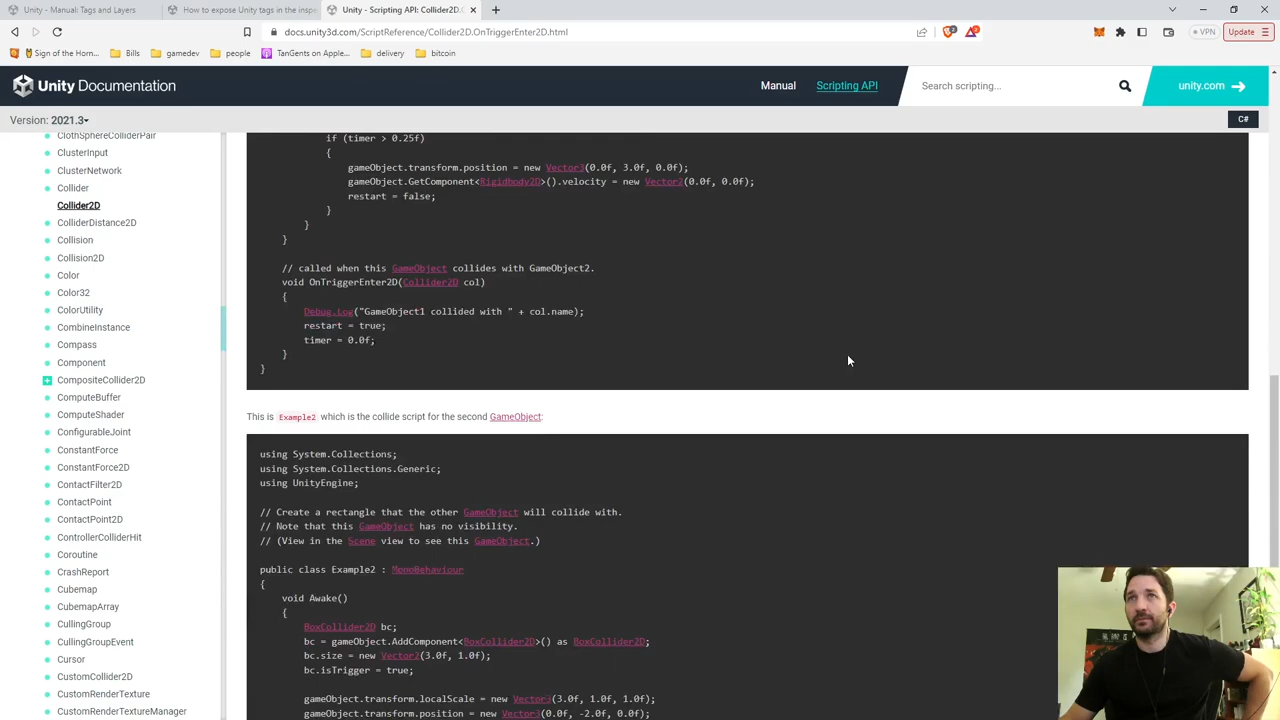 Unity - Manual: Tags and Layers
How to expose Unity tags in the inspe
Unity - Scripting API: Collider2D.O
docs.unity3d.com/ScriptReference/Collider2D.OnTriggerEnter2D.html
VPN
Update
Sign of the Horn...
Bills
gamedev
people
TanGents on Apple...
delivery
bitcoin
Unity Documentation
Manual
Scripting API
Search scripting...
unity.com
Version: 2021.3
C#
ClothSphereColliderPair
ClusterInput
ClusterNetwork
Collider
Collider2D
ColliderDistance2D
Collision
Collision2D
Color
Color32
ColorUtility
CombineInstance
Compass
Component
CompositeCollider2D
ComputeBuffer
ComputeShader
ConfigurableJoint
ConstantForce
ConstantForce2D
ContactFilter2D
ContactPoint
ContactPoint2D
ControllerColliderHit
Coroutine
CrashReport
Cubemap
CubemapArray
CullingGroup
CullingGroupEvent
Cursor
CustomCollider2D
CustomRenderTexture
CustomRenderTextureManager
if (timer > 0.25f)
{
gameObject.transform.position = new Vector3(0.0f, 3.0f, 0.0f);
gameObject.GetComponent<Rigidbody2D>().velocity = new Vector2(0.0f, 0.0f);
restart = false;
}
}
}
// called when this GameObject collides with GameObject2.
void OnTriggerEnter2D(Collider2D col)
{
Debug.Log("GameObject1 collided with " + col.name);
restart = true;
timer = 0.0f;
}
}
This is Example2 which is the collide script for the second GameObject:
using System.Collections;
using System.Collections.Generic;
using UnityEngine;
// Create a rectangle that the other GameObject will collide with.
// Note that this GameObject has no visibility.
// (View in the Scene view to see this GameObject.)
public class Example2 : MonoBehaviour
{
void Awake()
{
BoxCollider2D bc;
bc = gameObject.AddComponent<BoxCollider2D>() as BoxCollider2D;
bc.size = new Vector2(3.0f, 1.0f);
bc.isTrigger = true;
gameObject.transform.localScale = new Vector3(3.0f, 1.0f, 1.0f);
gameObject.transform.position = new Vector3(0.0f, -2.0f, 0.0f);